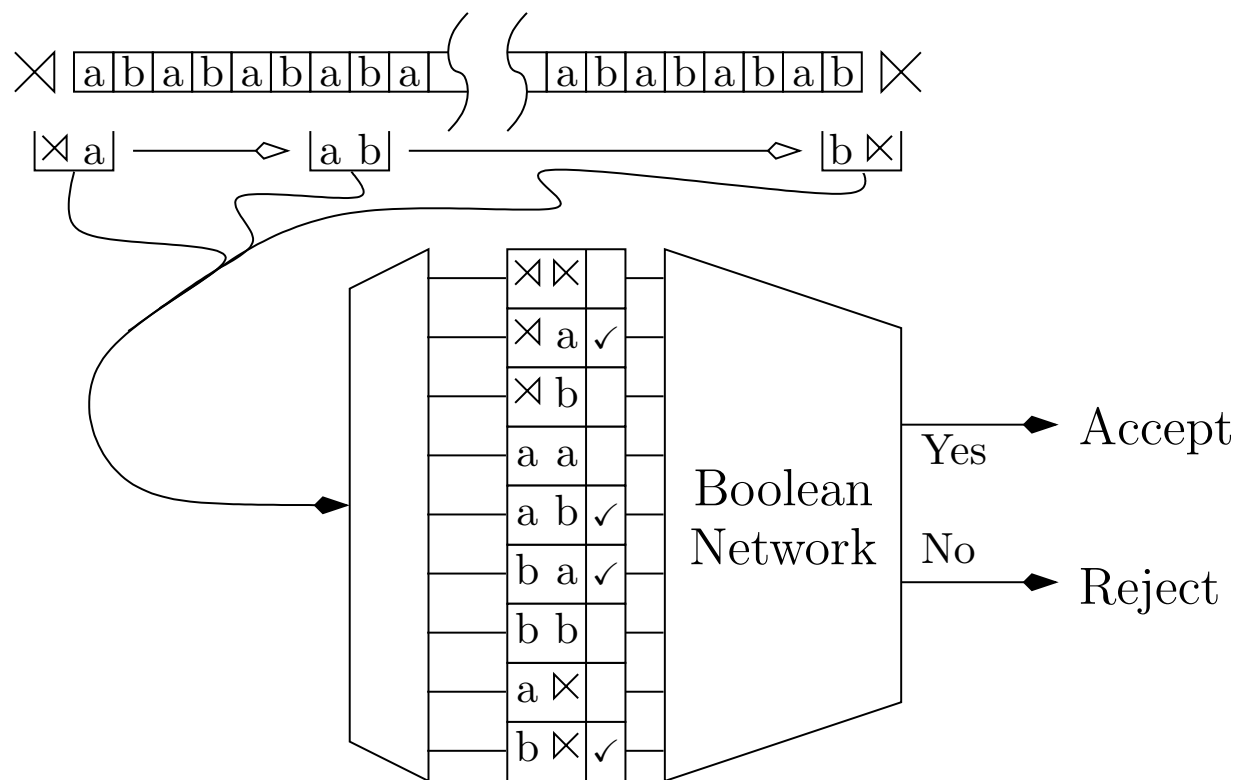 ⋊ a b a b a b a b a a b a b a b a b ⋉
⋊ a a b b ⋉
⋊ ⋉
⋊ a ✓
⋊ b
a a
a b ✓
b a ✓
b b
a ⋉
b ⋉ ✓
Boolean
Network
Yes
Accept
No
Reject